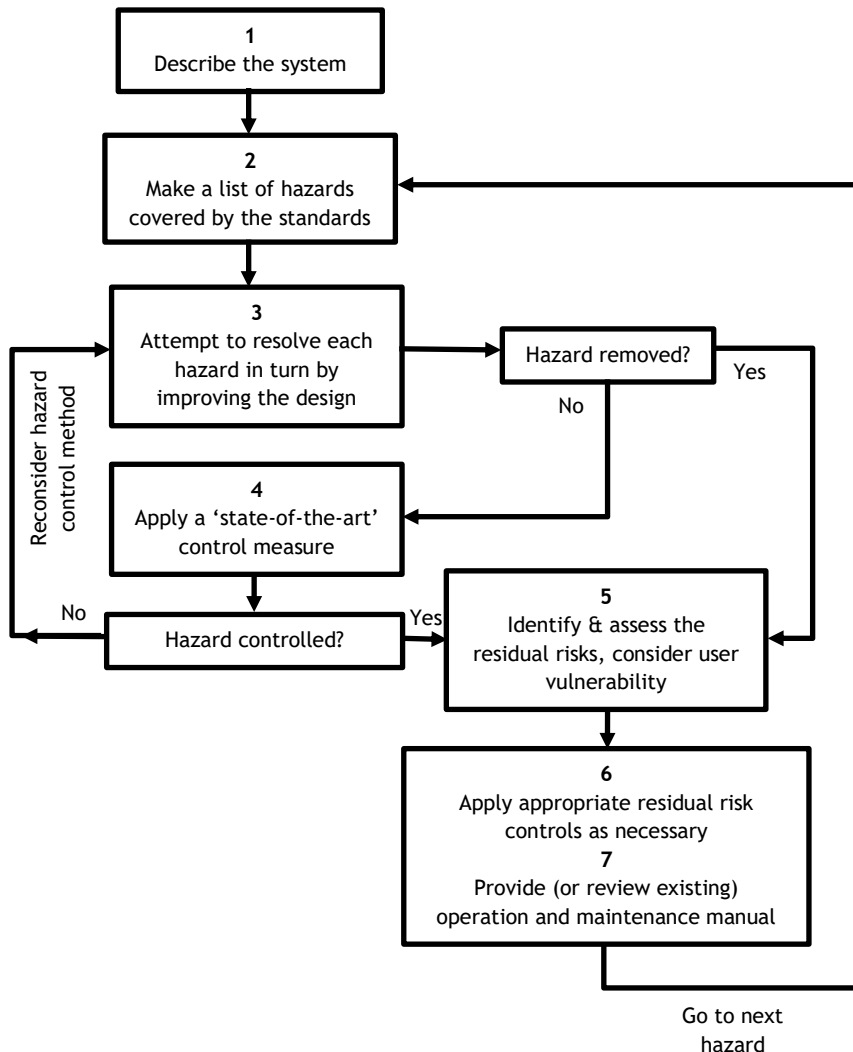 1
Describe the system
2
Make a list of hazards
covered by the standards
3
Attempt to resolve each
hazard in turn by
improving the design
Hazard removed?
Yes
No
Reconsider hazard
control method
4
Apply a ‘state-of-the-art’
control measure
No
Hazard controlled?
Yes
5
Identify & assess the
residual risks, consider user
vulnerability
6
Apply appropriate residual risk
controls as necessary
7
Provide (or review existing)
operation and maintenance manual
Go to next
hazard